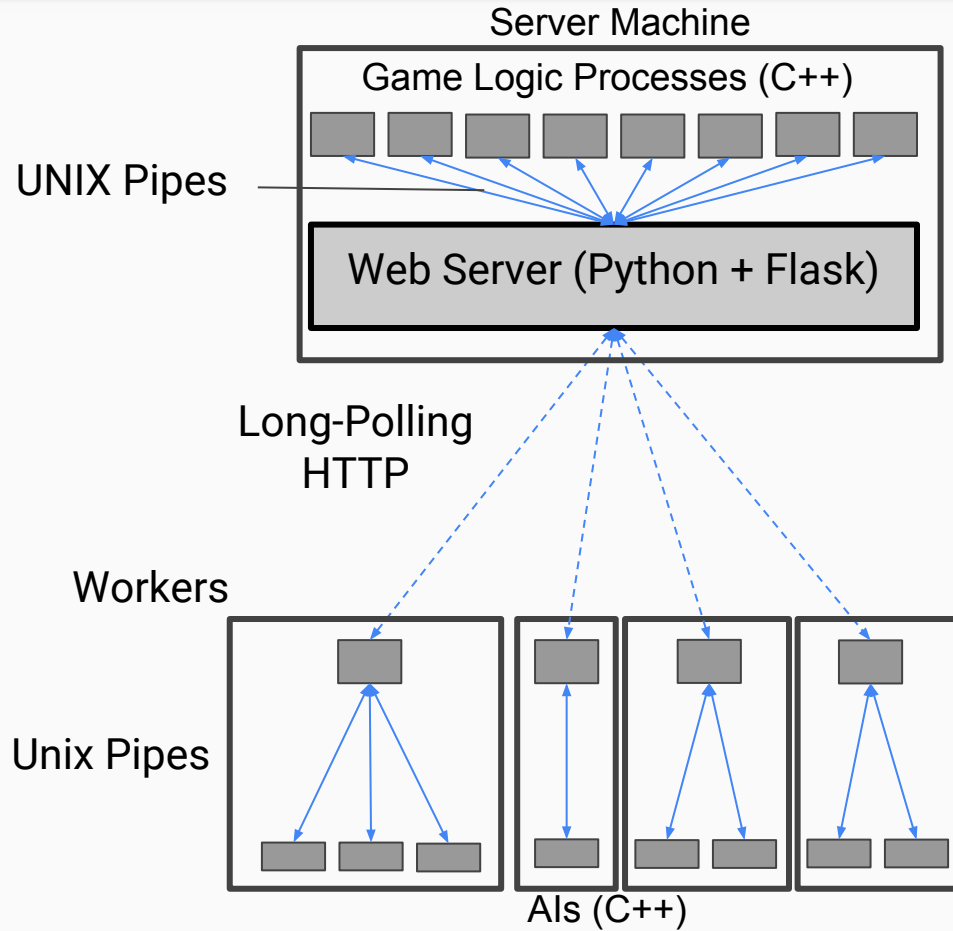 Server Machine
Game Logic Processes (C++)
UNIX Pipes
Web Server (Python + Flask)
Long-Polling
HTTP
Workers
Unix Pipes
AIs (C++)